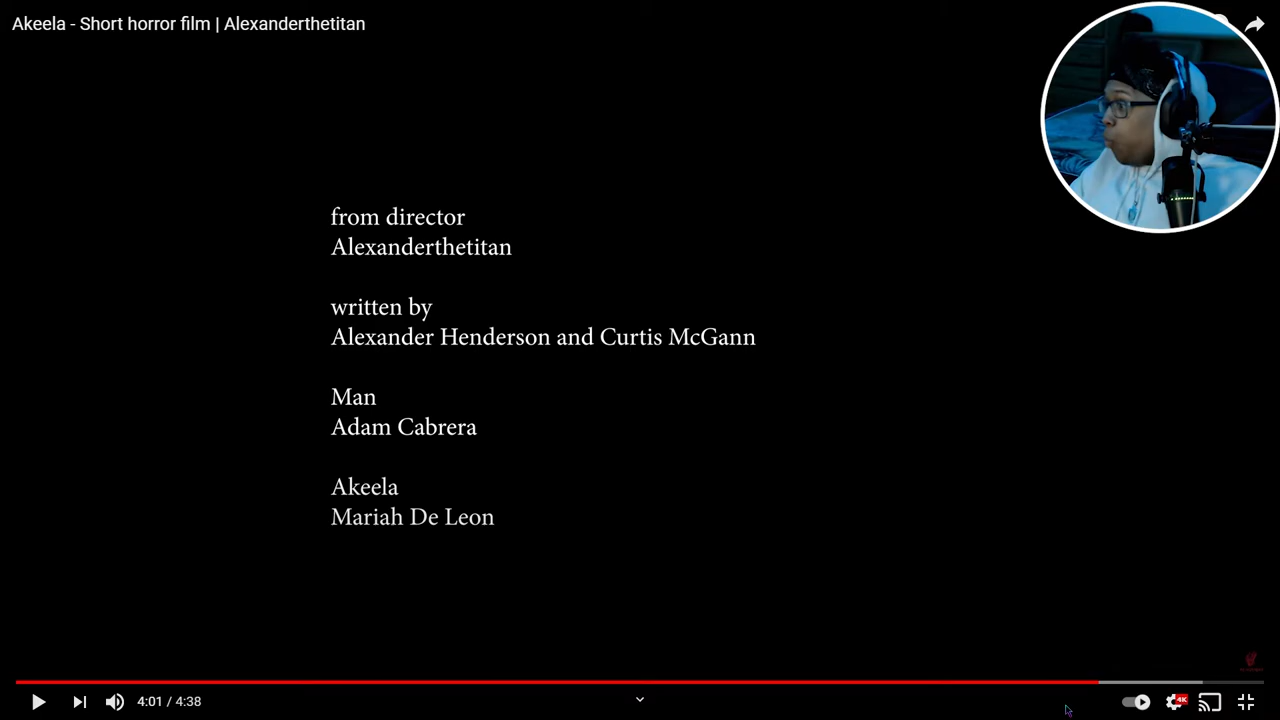 Akeela - Short horror film | Alexanderthetitan
from director
Alexanderthetitan
written by
Alexander Henderson and Curtis McGann
Man
Adam Cabrera
Akeela
Mariah De Leon
4:01 / 4:38
4K